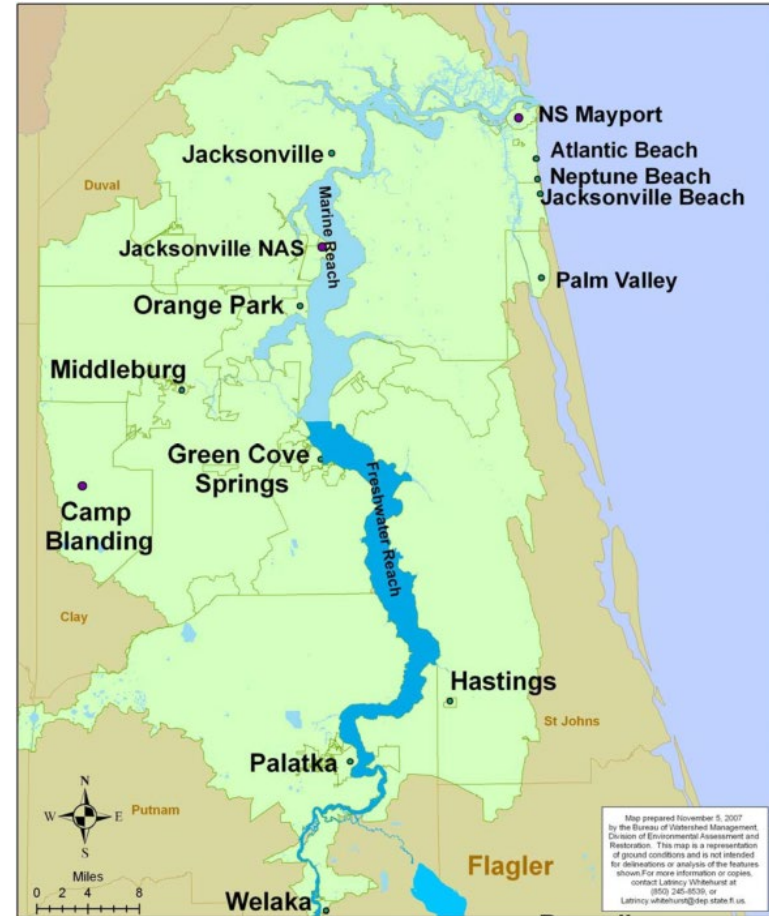 NS Mayport
Jacksonville
Atlantic Beach
Duval
Neptune Beach
Jacksonville Beach
Marine Reach
Jacksonville NAS
Palm Valley
Orange Park
Middleburg
Green Cove
Springs
Freshwater Reach
Camp
Blanding
Clay
Hastings
St Johns
Palatka
N
W
E
S
Putnam
Miles
0 2 4 8
Flagler
Welaka
Map prepared November 5, 2007
by the Bureau of Watershed Management,
Division of Environmental Assessment and
Restoration. This map is a representation
of ground conditions and is not intended
for delineations or analysis of the features
shown.For more information or copies,
contact Latrincy Whitehurst at
(850) 245-8539, or
Latrincy.whitehurst@dep.state.fl.us.